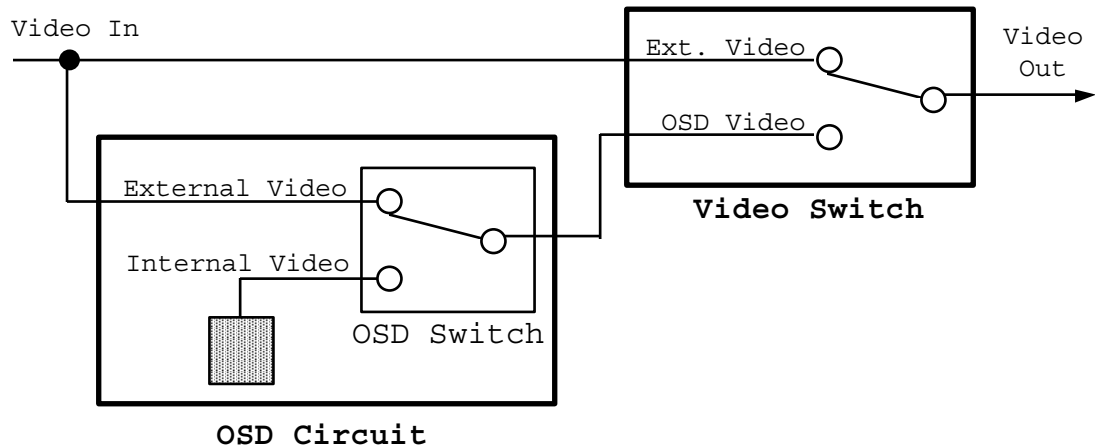 Video In
Ext. Video
Video
Out
OSD Video
Video Switch
External Video
Internal Video
OSD Switch
OSD Circuit